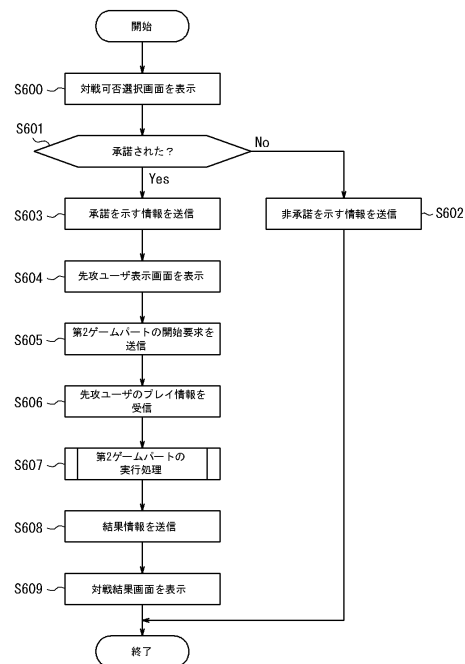 開始
S600
対戦可否選択画面を表示
S601
承諾された？
No
Yes
S603
承諾を示す情報を送信
非承諾を示す情報を送信
S602
S604
先攻ユーザ表示画面を表示
S605
第2ゲームパートの開始要求を
送信
S606
先攻ユーザのプレイ情報を
受信
S607
第2ゲームパートの
実行処理
S608
結果情報を送信
S609
対戦結果画面を表示
終了